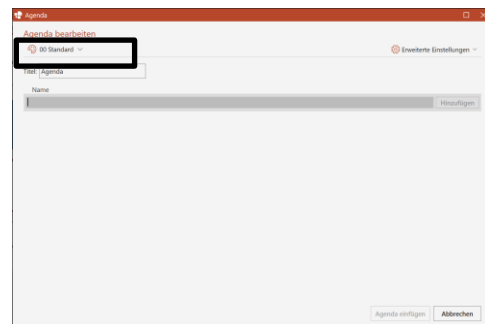 Agenda
Agenda bearbeiten
00 Standard
Erweiterte Einstellungen
Titel: Agenda
Name
Hinzufügen
Agenda einfügen Abbrechen